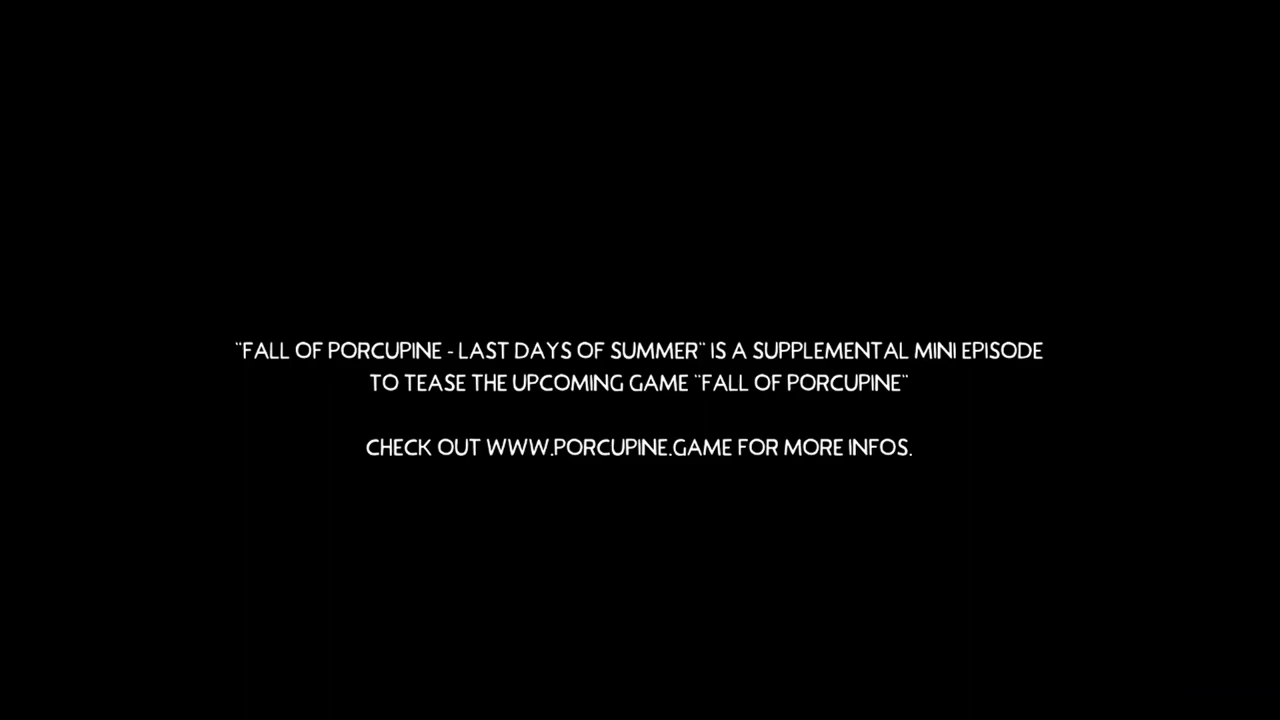 "FALL OF PORCUPINE - LAST DAYS OF SUMMER" IS A SUPPLEMENTAL MINI EPISODE
TO TEASE THE UPCOMING GAME "FALL OF PORCUPINE"
CHECK OUT WWW.PORCUPINE.GAME FOR MORE INFOS.